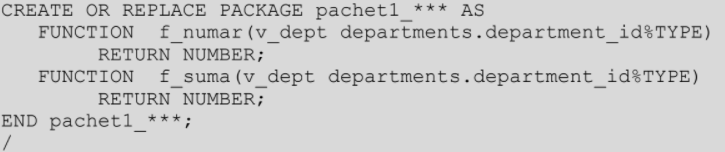 CREATE OR REPLACE PACKAGE pachet1_*** AS
   FUNCTION  f_numar(v_dept departments.department_id%TYPE)
        RETURN NUMBER;
   FUNCTION  f_suma(v_dept departments.department_id%TYPE)
        RETURN NUMBER;
END pachet1_***;
/